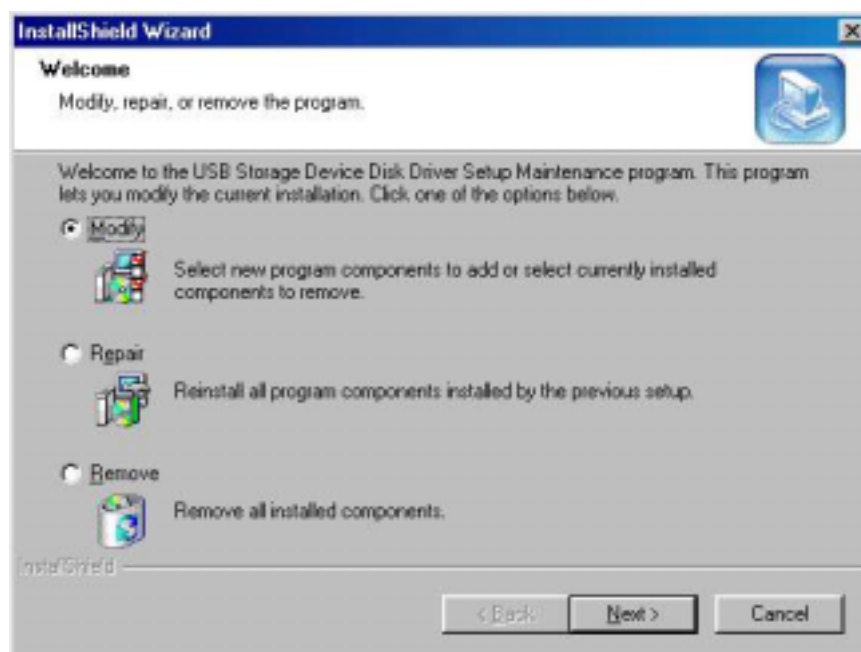 InstallShield Wizard
Welcome
Modify, repair, or remove the program.
Welcome to the USB Storage Device Disk Driver Setup Maintenance program. This program
lets you modify the current installation. Click one of the options below.
Modify
Select new program components to add or select currently installed
components to remove.
Repair
Reinstall all program components installed by the previous setup.
Remove
Remove all installed components.
InstallShield
< Back
Next >
Cancel